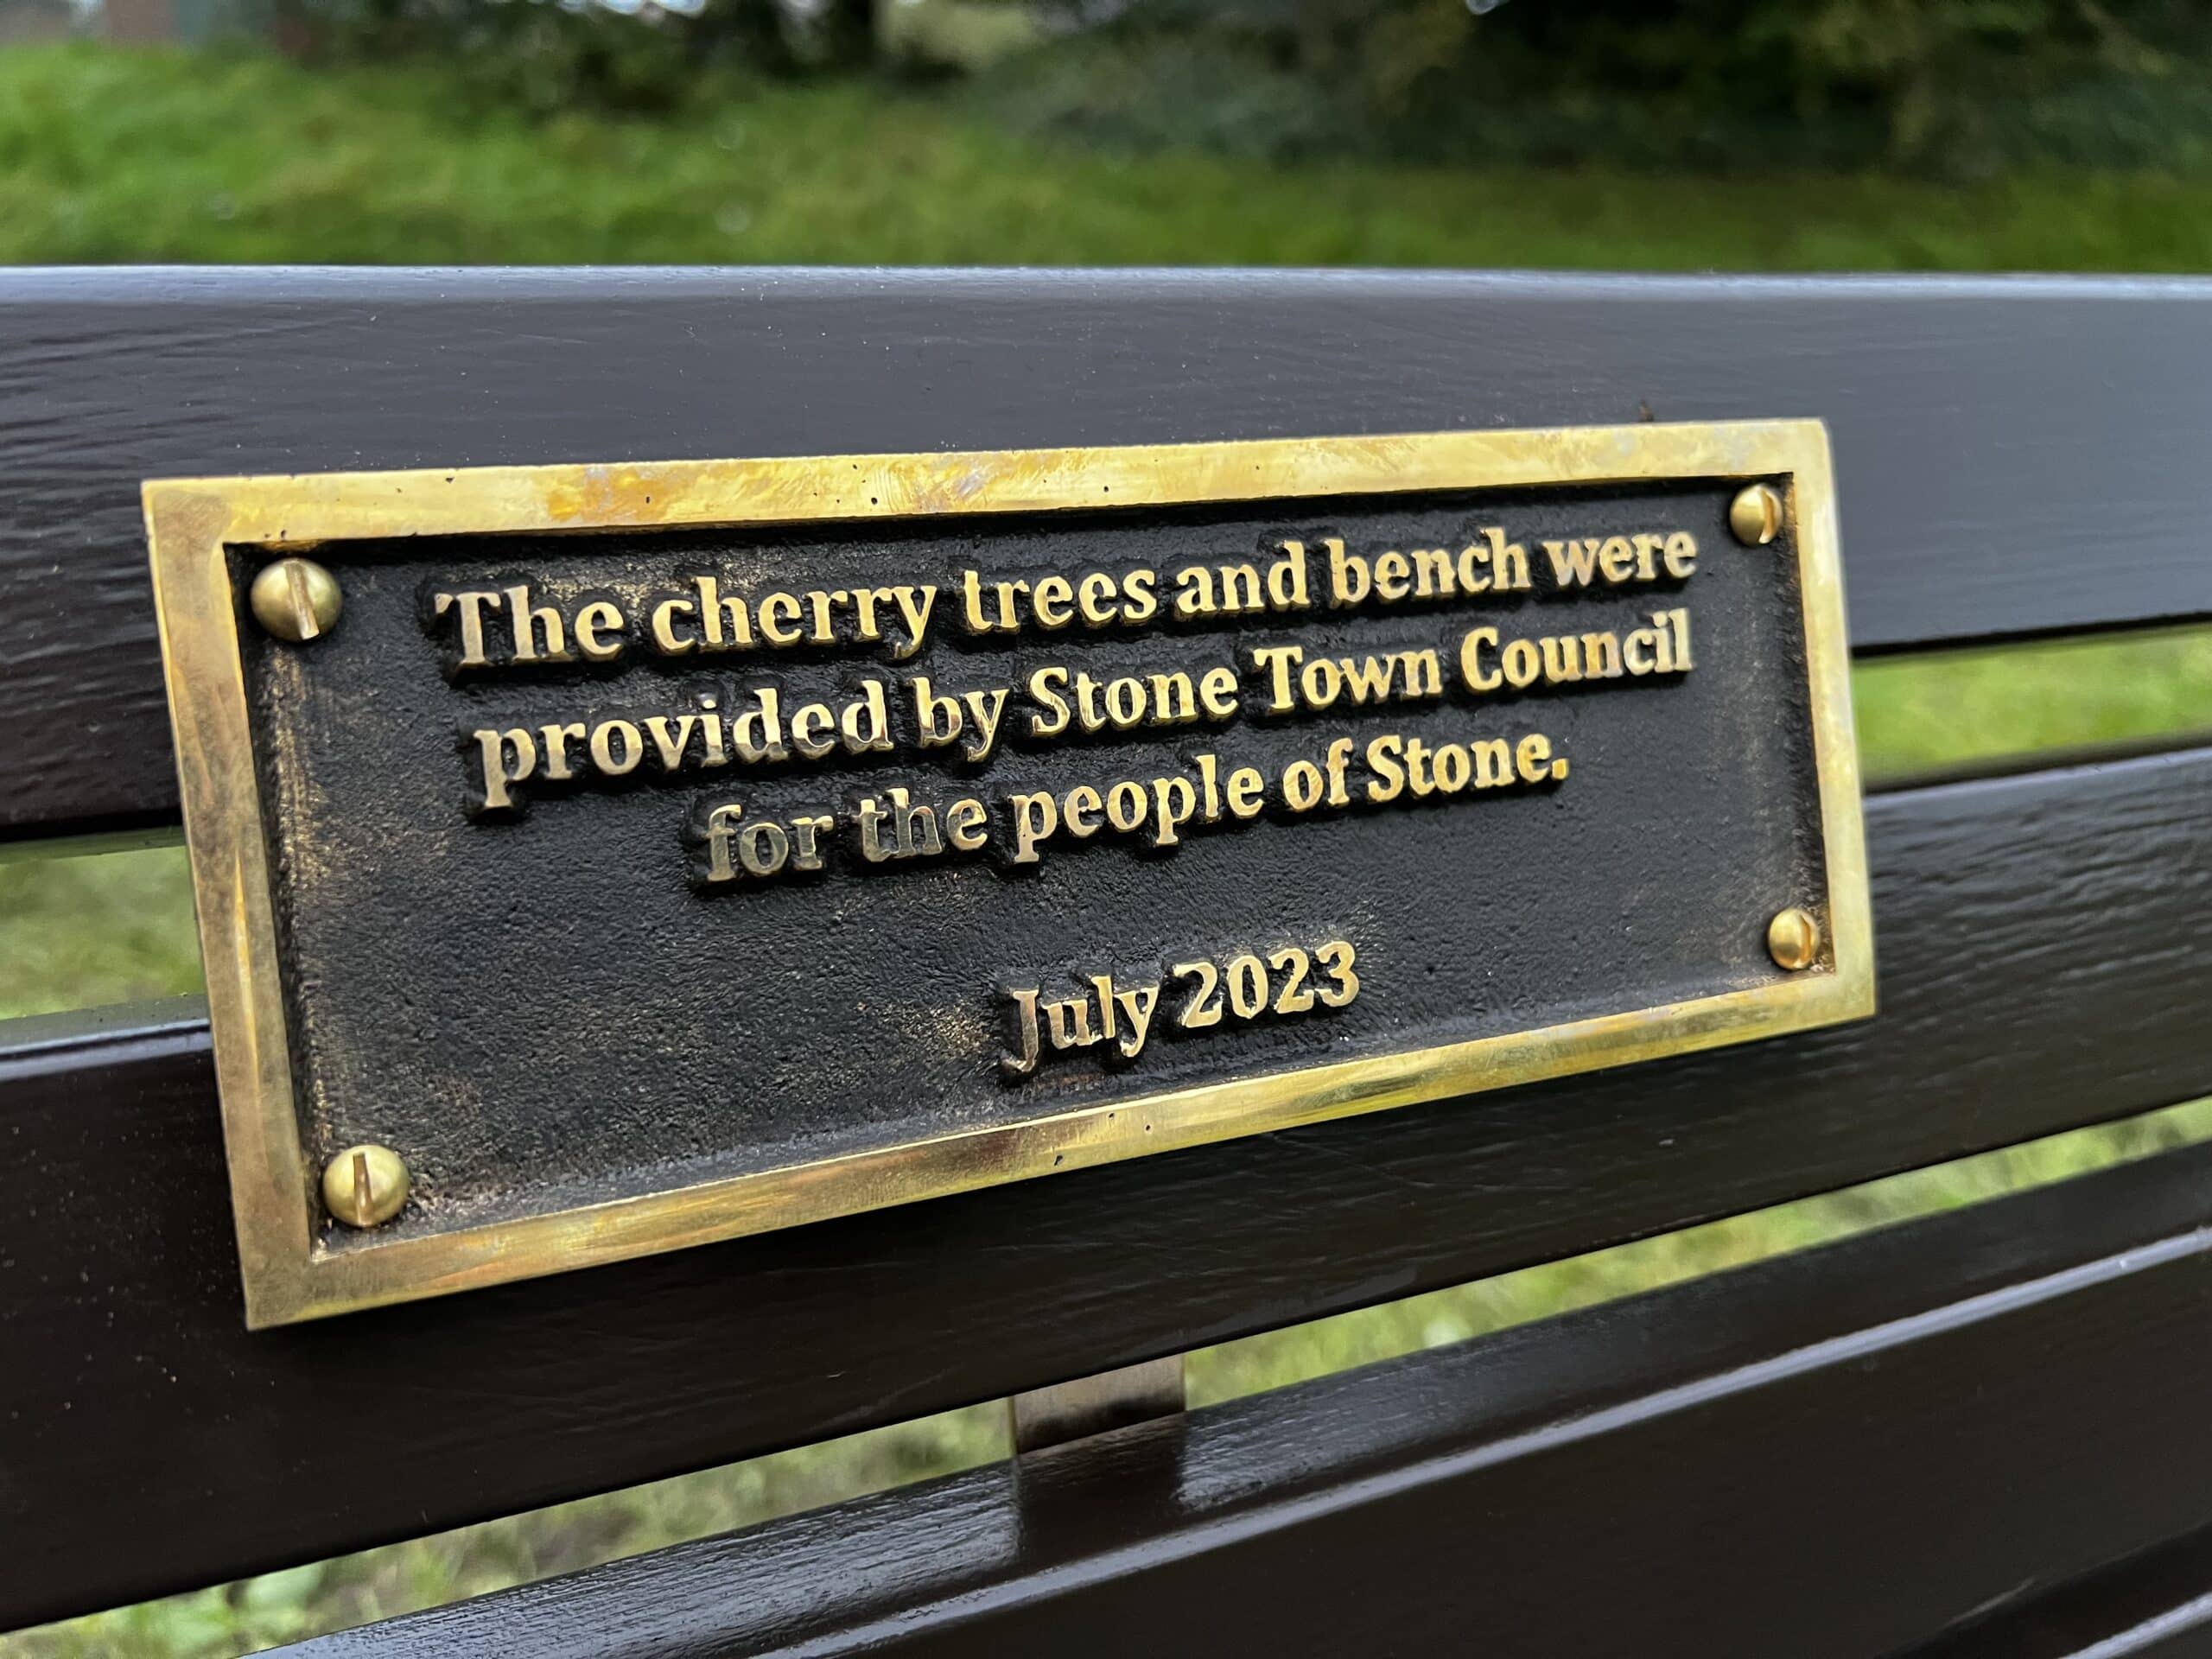 The cherry trees and bench were
provided by Stone Town Council
for the people of Stone.
July 2023